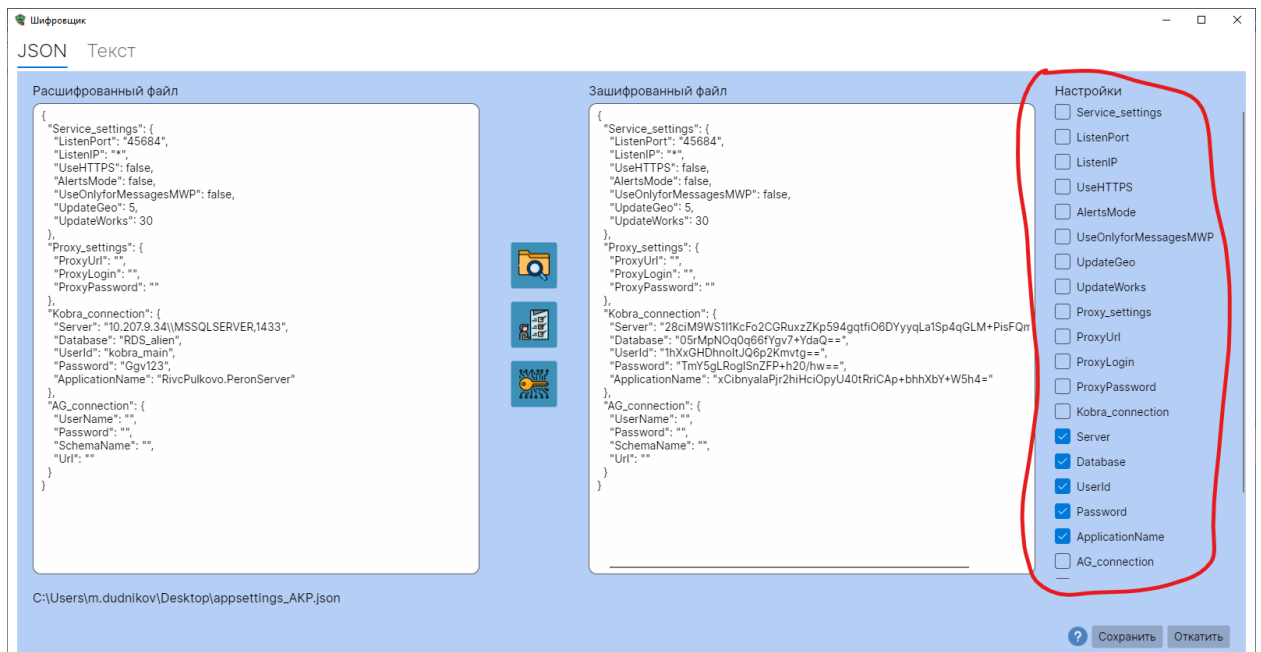 Шифровщик
JSON Текст
Расшифрованный файл
{
"Service_settings": {
"ListenPort": "45684",
"ListenIP": "*",
"UseHTTPS": false,
"AlertsMode": false,
"UseOnlyforMessagesMWP": false,
"UpdateGeo": 5,
"UpdateWorks": 30
},
"Proxy_settings": {
"ProxyUrl": "",
"ProxyLogin": "",
"ProxyPassword": ""
},
"Kobra_connection": {
"Server": "10.207.9.34\\MSSQLSERVER,1433",
"Database": "RDS_alien",
"UserId": "kobra_main",
"Password": "Ggv123",
"ApplicationName": "RivcPulkovo.PeronServer"
},
"AG_connection": {
"UserName": "",
"Password": "",
"SchemaName": "",
"Url": ""
}
}
Зашифрованный файл
{
"Service_settings": {
"ListenPort": "45684",
"ListenIP": "*",
"UseHTTPS": false,
"AlertsMode": false,
"UseOnlyforMessagesMWP": false,
"UpdateGeo": 5,
"UpdateWorks": 30
},
"Proxy_settings": {
"ProxyUrl": "",
"ProxyLogin": "",
"ProxyPassword": ""
},
"Kobra_connection": {
"Server": "28ciM9WS1I1KcFo2CGRuxzZKp594gqtfiO6DYyyqLa1Sp4qGLM+PisFQm
"Database": "05rMpNOq0q66fYgv7+YdaQ==",
"UserId": "1hXxGHDhnoltJQ6p2Kmvtg==",
"Password": "TmY5gLRogISnZFP+h20/hw==",
"ApplicationName": "xCibnyalaPjr2hiHciOpyU40tRriCAp+bhhXbY+W5h4="
},
"AG_connection": {
"UserName": "",
"Password": "",
"SchemaName": "",
"Url": ""
}
}
Настройки
Service_settings
ListenPort
ListenIP
UseHTTPS
AlertsMode
UseOnlyforMessagesMWP
UpdateGeo
UpdateWorks
Proxy_settings
ProxyUrl
ProxyLogin
ProxyPassword
Kobra_connection
Server
Database
UserId
Password
ApplicationName
AG_connection
C:\Users\m.dudnikov\Desktop\appsettings_AKP.json
? Сохранить Откатить